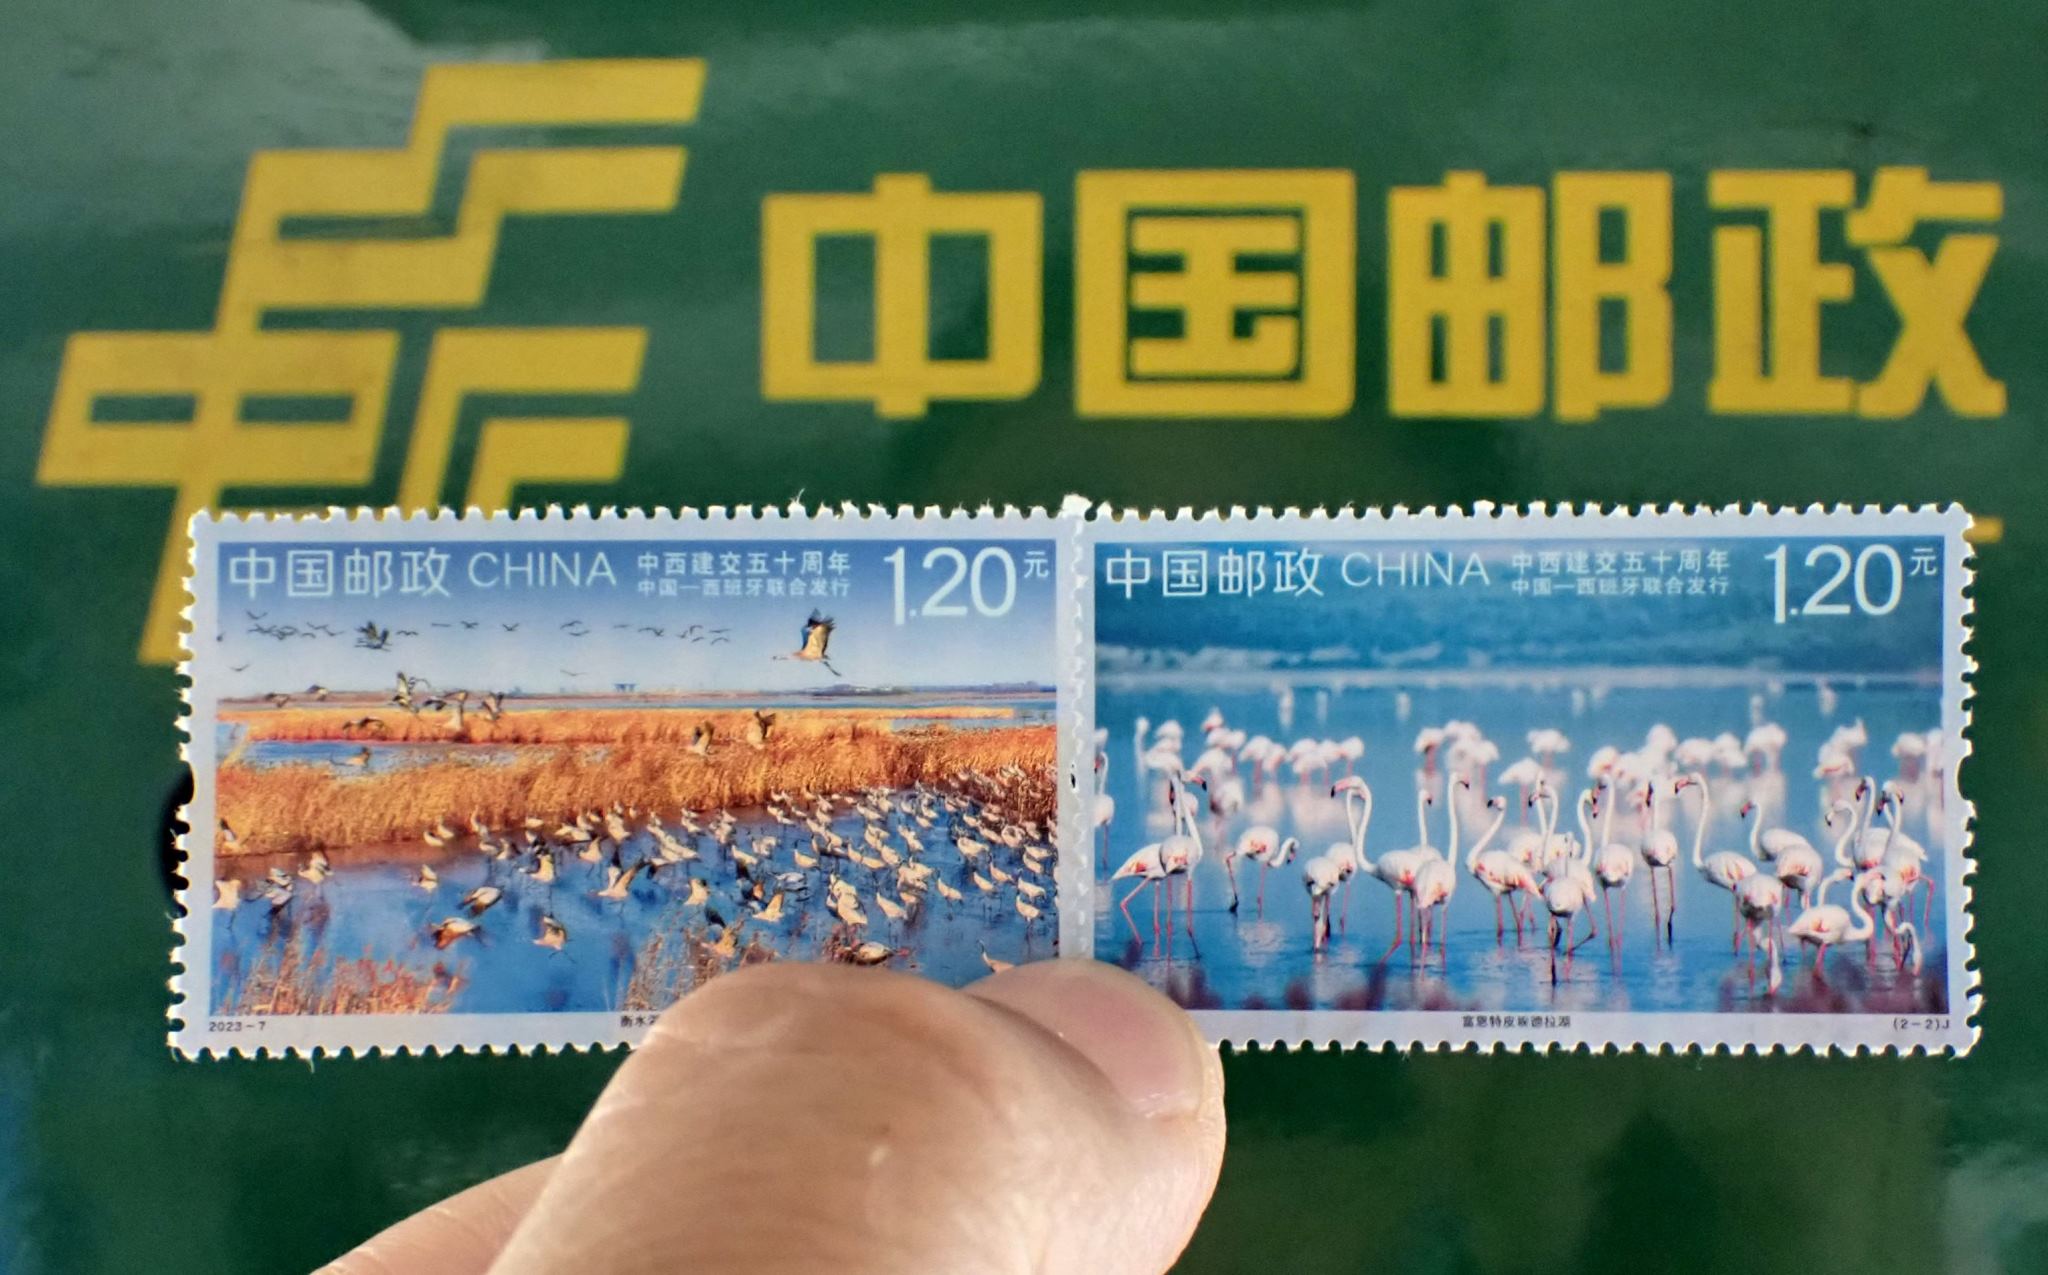 中国邮政
中国邮政 CHINA
中西建交五十周年
中国—西班牙联合发行
1.20元
2023-7
衡水
中国邮政 CHINA
中西建交五十周年
中国—西班牙联合发行
1.20元
富恩特皮埃德拉湖
(2-2)J